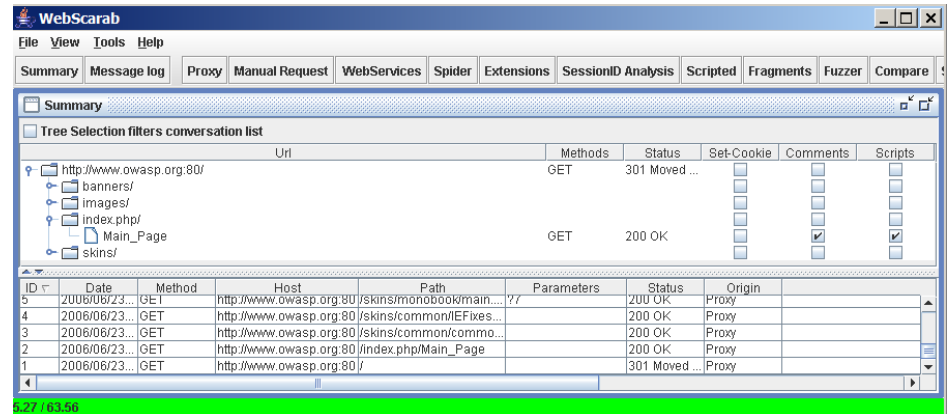 WebScarab
File View Tools Help
Summary Message log Proxy Manual Request WebServices Spider Extensions SessionID Analysis Scripted Fragments Fuzzer Compare
Summary
Tree Selection filters conversation list
Url Methods Status Set-Cookie Comments Scripts
http://www.owasp.org:80/ GET 301 Moved ...
banners/
images/
index.php/
Main_Page GET 200 OK
skins/
ID Date Method Host Path Parameters Status Origin
5 2006/06/23... GET http://www.owasp.org:80 /skins/monobook/main.... ?7 200 OK Proxy
4 2006/06/23... GET http://www.owasp.org:80 /skins/common/IEFixes... 200 OK Proxy
3 2006/06/23... GET http://www.owasp.org:80 /skins/common/commo... 200 OK Proxy
2 2006/06/23... GET http://www.owasp.org:80 /index.php/Main_Page 200 OK Proxy
1 2006/06/23... GET http://www.owasp.org:80 / 301 Moved ... Proxy
5.27 / 63.56